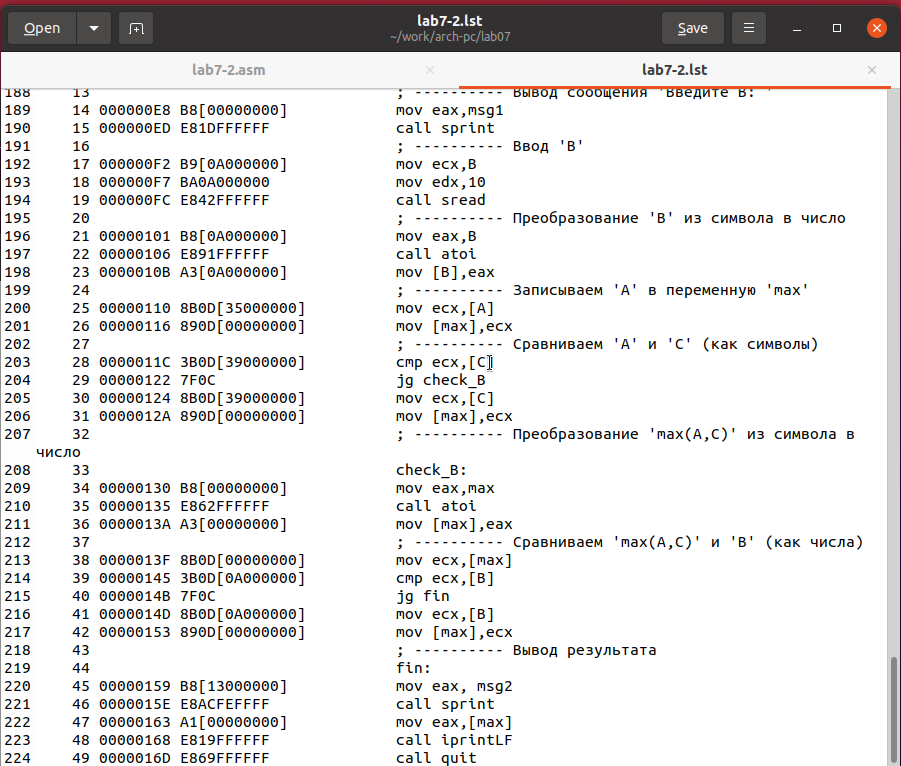 Open
lab7-2.lst
~/work/arch-pc/lab07
Save
lab7-2.asm
lab7-2.lst
188 13 ; ---------- Вывод сообщения 'Введите B: '
189 14 000000E8 B8[00000000] mov eax,msg1
190 15 000000ED E81DFFFFFF call sprint
191 16 ; ---------- Ввод 'B'
192 17 000000F2 B9[0A000000] mov ecx,B
193 18 000000F7 BA0A000000 mov edx,10
194 19 000000FC E842FFFFFF call sread
195 20 ; ---------- Преобразование 'B' из символа в число
196 21 00000101 B8[0A000000] mov eax,B
197 22 00000106 E891FFFFFF call atoi
198 23 0000010B A3[0A000000] mov [B],eax
199 24 ; ---------- Записываем 'A' в переменную 'max'
200 25 00000110 8B0D[35000000] mov ecx,[A]
201 26 00000116 890D[00000000] mov [max],ecx
202 27 ; ---------- Сравниваем 'A' и 'С' (как символы)
203 28 0000011C 3B0D[39000000] cmp ecx,[C]
204 29 00000122 7F0C jg check_B
205 30 00000124 8B0D[39000000] mov ecx,[C]
206 31 0000012A 890D[00000000] mov [max],ecx
207 32 ; ---------- Преобразование 'max(A,C)' из символа в
число
208 33 check_B:
209 34 00000130 B8[00000000] mov eax,max
210 35 00000135 E862FFFFFF call atoi
211 36 0000013A A3[00000000] mov [max],eax
212 37 ; ---------- Сравниваем 'max(A,C)' и 'B' (как числа)
213 38 0000013F 8B0D[00000000] mov ecx,[max]
214 39 00000145 3B0D[0A000000] cmp ecx,[B]
215 40 0000014B 7F0C jg fin
216 41 0000014D 8B0D[0A000000] mov ecx,[B]
217 42 00000153 890D[00000000] mov [max],ecx
218 43 ; ---------- Вывод результата
219 44 fin:
220 45 00000159 B8[13000000] mov eax, msg2
221 46 0000015E E8ACFEFFFF call sprint
222 47 00000163 A1[00000000] mov eax,[max]
223 48 00000168 E819FFFFFF call iprintLF
224 49 0000016D E869FFFFFF call quit